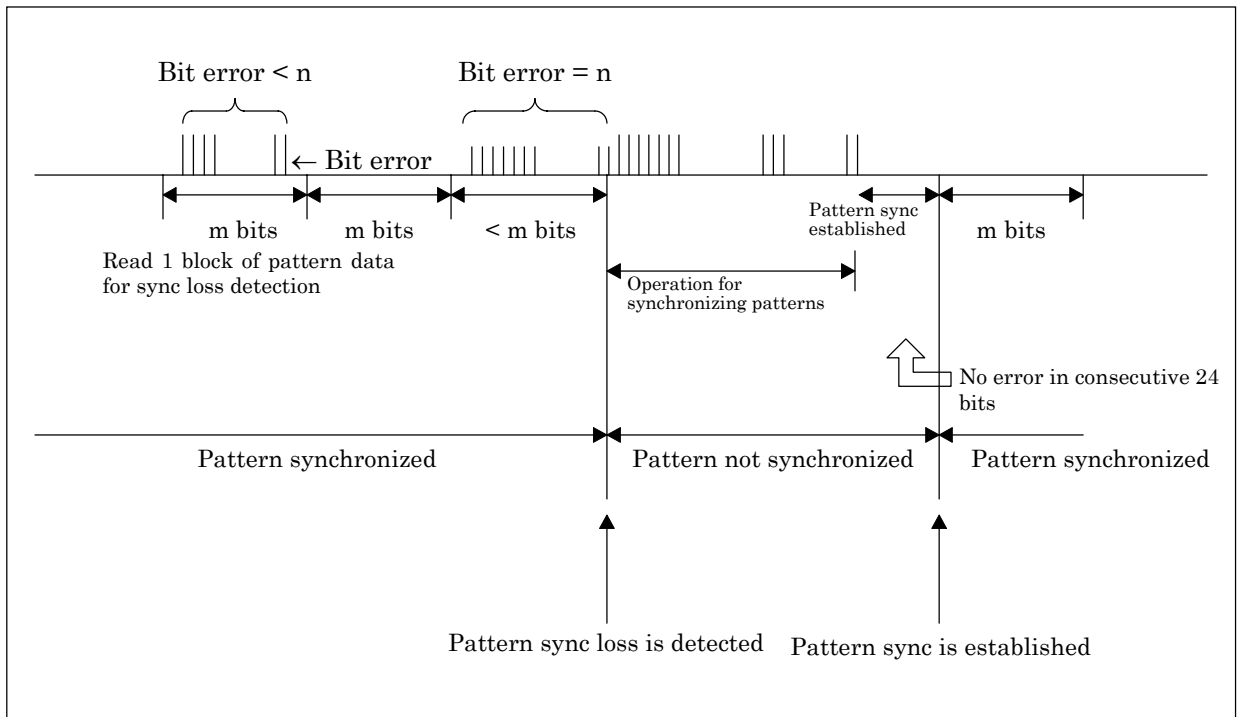 Bit error < n
Bit error = n
← Bit error
m bits
m bits
< m bits
Pattern sync
established
m bits
Read 1 block of pattern data
for sync loss detection
Operation for
synchronizing patterns
No error in consecutive 24
bits
Pattern synchronized
Pattern not synchronized
Pattern synchronized
Pattern sync loss is detected
Pattern sync is established